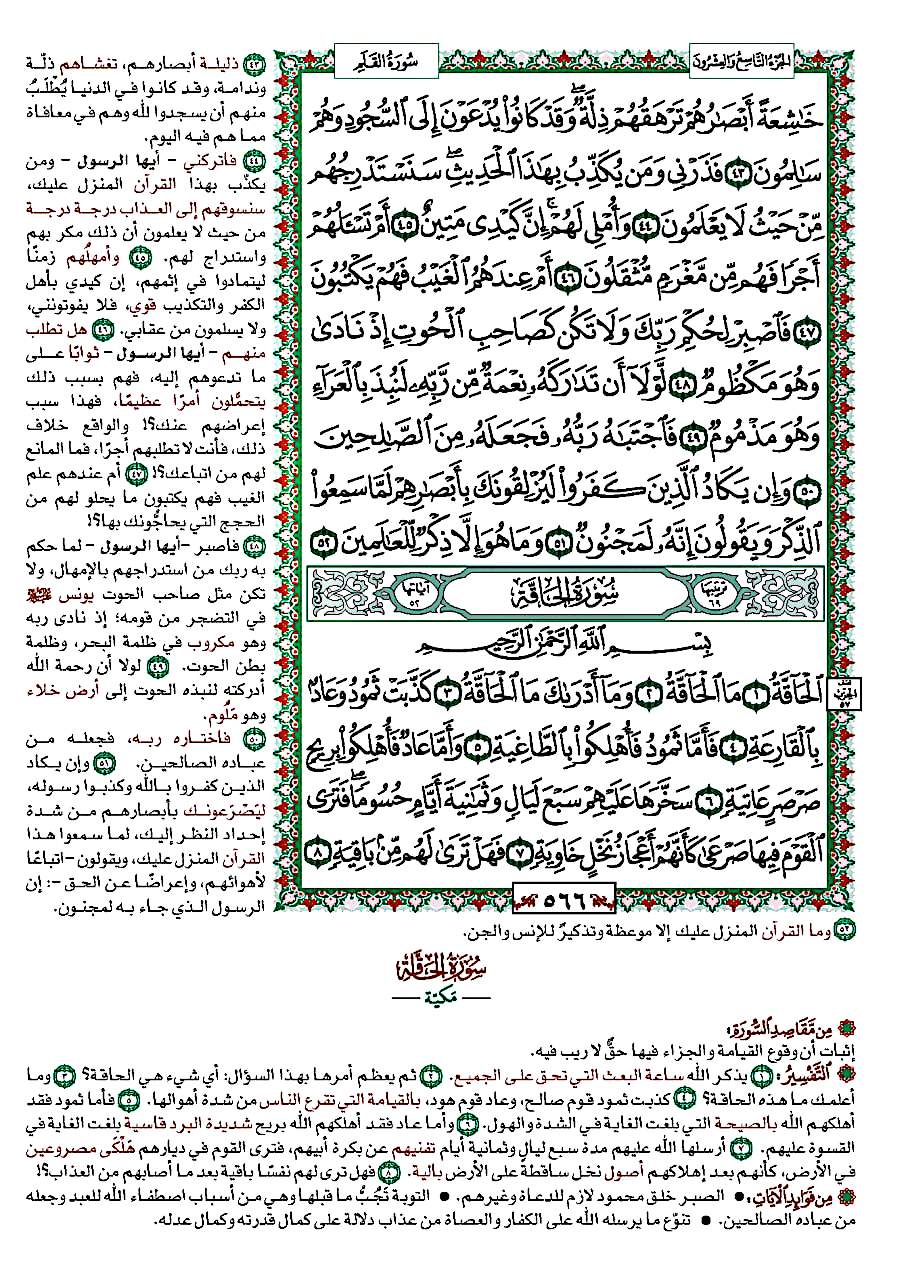 الجزء التاسع والعشرون
سورة القلم
خَٰشِعَةً أَبْصَٰرُهُمْ تَرْهَقُهُمْ ذِلَّةٌ ۖ وَقَدْ كَانُوا۟ يُدْعَوْنَ إِلَى ٱلسُّجُودِ وَهُمْ
سَٰلِمُونَ ٤٣ فَذَرْنِى وَمَن يُكَذِّبُ بِهَٰذَا ٱلْحَدِيثِ ۖ سَنَسْتَدْرِجُهُم
مِّنْ حَيْثُ لَا يَعْلَمُونَ ٤٤ وَأُمْلِى لَهُمْ ۚ إِنَّ كَيْدِى مَتِينٌ ٤٥ أَمْ تَسْـَٔلُهُمْ
أَجْرًا فَهُم مِّن مَّغْرَمٍ مُّثْقَلُونَ ٤٦ أَمْ عِندَهُمُ ٱلْغَيْبُ فَهُمْ يَكْتُبُونَ
٤٧ فَٱصْبِرْ لِحُكْمِ رَبِّكَ وَلَا تَكُن كَصَاحِبِ ٱلْحُوتِ إِذْ نَادَىٰ
وَهُوَ مَكْظُومٌ ٤٨ لَّوْلَآ أَن تَدَٰرَكَهُۥ نِعْمَةٌ مِّن رَّبِّهِۦ لَنُبِذَ بِٱلْعَرَآءِ
وَهُوَ مَذْمُومٌ ٤٩ فَٱجْتَبَٰهُ رَبُّهُۥ فَجَعَلَهُۥ مِنَ ٱلصَّٰلِحِينَ
٥٠ وَإِن يَكَادُ ٱلَّذِينَ كَفَرُوا۟ لَيُزْلِقُونَكَ بِأَبْصَٰرِهِمْ لَمَّا سَمِعُوا۟
ٱلذِّكْرَ وَيَقُولُونَ إِنَّهُۥ لَمَجْنُونٌ ٥١ وَمَا هُوَ إِلَّا ذِكْرٌ لِّلْعَٰلَمِينَ ٥٢
ترتيبها ٦٩ سورة الحاقة آياتها ٥٢
بِسْمِ ٱللَّهِ ٱلرَّحْمَٰنِ ٱلرَّحِيمِ
ٱلْحَآقَّةُ ١ مَا ٱلْحَآقَّةُ ٢ وَمَآ أَدْرَىٰكَ مَا ٱلْحَآقَّةُ ٣ كَذَّبَتْ ثَمُودُ وَعَادٌۢ
بِٱلْقَارِعَةِ ٤ فَأَمَّا ثَمُودُ فَأُهْلِكُوا۟ بِٱلطَّاغِيَةِ ٥ وَأَمَّا عَادٌ فَأُهْلِكُوا۟ بِرِيحٍ
صَرْصَرٍ عَاتِيَةٍ ٦ سَخَّرَهَا عَلَيْهِمْ سَبْعَ لَيَالٍ وَثَمَٰنِيَةَ أَيَّامٍ حُسُومًا ۖ فَتَرَى
ٱلْقَوْمَ فِيهَا صَرْعَىٰ كَأَنَّهُمْ أَعْجَازُ نَخْلٍ خَاوِيَةٍ ٧ فَهَلْ تَرَىٰ لَهُم مِّنۢ بَاقِيَةٍ ٨
الحزب ٥٧
٥٦٦
٤٣ ذليلة أبصارهم، تغشاهم ذلّة
وندامة، وقد كانوا في الدنيا يُطْلَبُ
منهم أن يسجدوا لله وهم في معافاة
مما هم فيه اليوم.
٤٤ فاتركني - أيها الرسول - ومن
يكذّب بهذا القرآن المنزل عليك،
سنسوقهم إلى العذاب درجة درجة
من حيث لا يعلمون أن ذلك مكر بهم
واستدراج لهم. ٤٥ وأمهلُهم زمنًا
ليتمادوا في إثمهم، إن كيدي بأهل
الكفر والتكذيب قوي، فلا يفوتونني،
ولا يسلمون من عقابي. ٤٦ هل تطلب
منهم - أيها الرسول - ثوابًا على
ما تدعوهم إليه، فهم بسبب ذلك
يتحمَّلون أمرًا عظيمًا، فهذا سبب
إعراضهم عنك؟! والواقع خلاف
ذلك، فأنت لا تطلبهم أجرًا، فما المانع
لهم من اتباعك؟! ٤٧ أم عندهم علم
الغيب فهم يكتبون ما يحلو لهم من
الحجج التي يحاجُّونك بها؟!
٤٨ فاصبر -أيها الرسول - لما حكم
به ربك من استدراجهم بالإمهال، ولا
تكن مثل صاحب الحوت يونس ﷺ
في التضجر من قومه؛ إذ نادى ربه
وهو مكروب في ظلمة البحر، وظلمة
بطن الحوت. ٤٩ لولا أن رحمة الله
أدركته لنبذه الحوت إلى أرض خلاء
وهو مَلُوم.
٥٠ فاختاره ربه، فجعله من
عباده الصالحين. ٥١ وإن يكاد
الذين كفروا بالله وكذبوا رسوله،
ليَصْرَعونك بأبصارهم من شدة
إحداد النظر إليك، لما سمعوا هذا
القرآن المنزل عليك، ويقولون -اتباعًا
لأهوائهم، وإعراضًا عن الحق -: إن
الرسول الذي جاء به لمجنون.
٥٢ وما القرآن المنزل عليك إلا موعظة وتذكيرٌ للإنس والجن.
سورة الحاقة
مَكيّة
من مقاصد السورة:
إثبات أن وقوع القيامة والجزاء فيها حقٌّ لا ريب فيه.
التفسير: ١ يذكر الله ساعة البعث التي تحق على الجميع. ٢ ثم يعظم أمرها بهذا السؤال: أي شيء هي الحاقة؟ ٣ وما
أعلمك ما هذه الحاقة؟ ٤ كذبت ثمود قوم صالح، وعاد قوم هود، بالقيامة التي تقرع الناس من شدة أهوالها. ٥ فأما ثمود فقد
أهلكهم الله بالصيحة التي بلغت الغاية في الشدة والهول. ٦ وأما عاد فقد أهلكهم الله بريح شديدة البرد قاسية بلغت الغاية في
القسوة عليهم. ٧ أرسلها الله عليهم مدة سبع ليالٍ وثمانية أيام تفنيهم عن بكرة أبيهم، فترى القوم في ديارهم هَلْكَى مصروعين
في الأرض، كأنهم بعد إهلاكهم أصول نخل ساقطةً على الأرض بالية. ٨ فهل ترى لهم نفسًا باقية بعد ما أصابهم من العذاب؟!
من فوائد الآيات: • الصبر خلق محمود لازم للدعاة وغيرهم. • التوبة تَجُبُّ ما قبلها وهي من أسباب اصطفاء الله للعبد وجعله
من عباده الصالحين. • تنوّع ما يرسله الله على الكفار والعصاة من عذاب دلالة على كمال قدرته وكمال عدله.